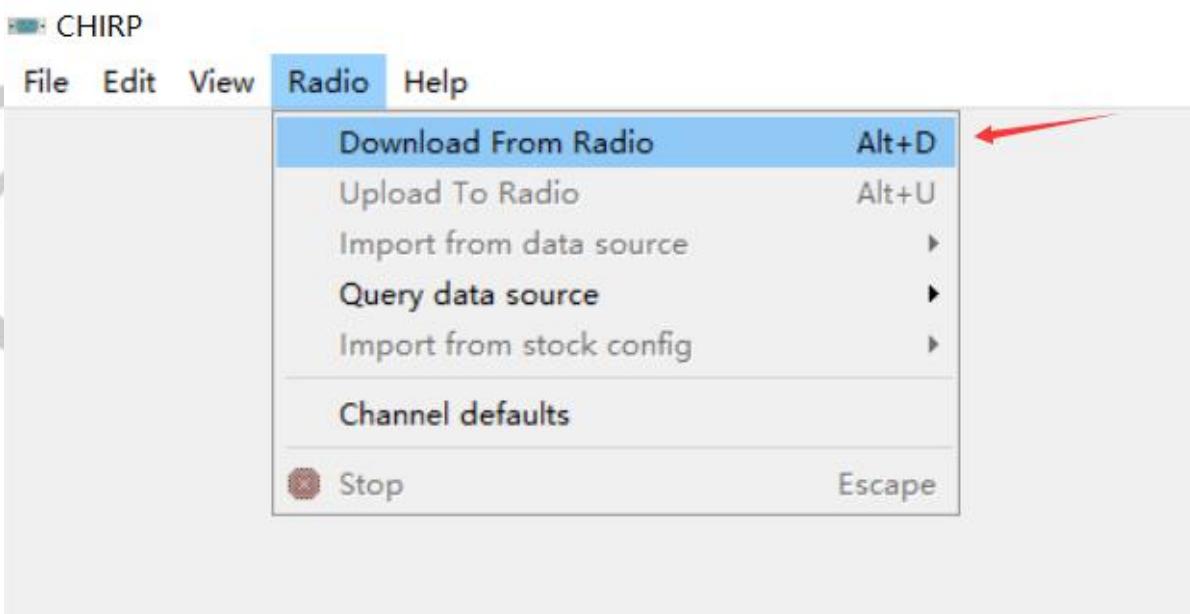 CHIRP
File Edit View Radio Help
Download From Radio Alt+D
Upload To Radio Alt+U
Import from data source
Query data source
Import from stock config
Channel defaults
Stop Escape